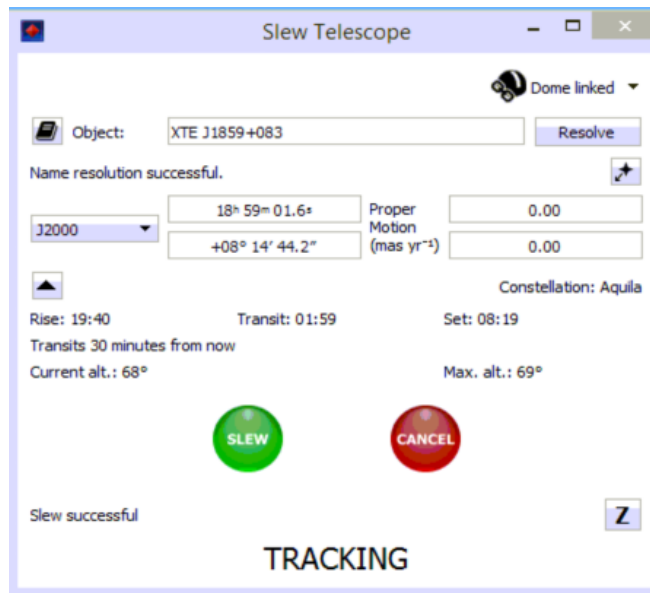 Slew Telescope
Dome linked
Object: XTE J1859+083 Resolve
Name resolution successful.
J2000 18ʰ 59ᵐ 01.6ˢ Proper Motion (mas yr⁻¹) 0.00
+08° 14′ 44.2″ 0.00
Constellation: Aquila
Rise: 19:40 Transit: 01:59 Set: 08:19
Transits 30 minutes from now
Current alt.: 68° Max. alt.: 69°
SLEW CANCEL
Slew successful Z
TRACKING